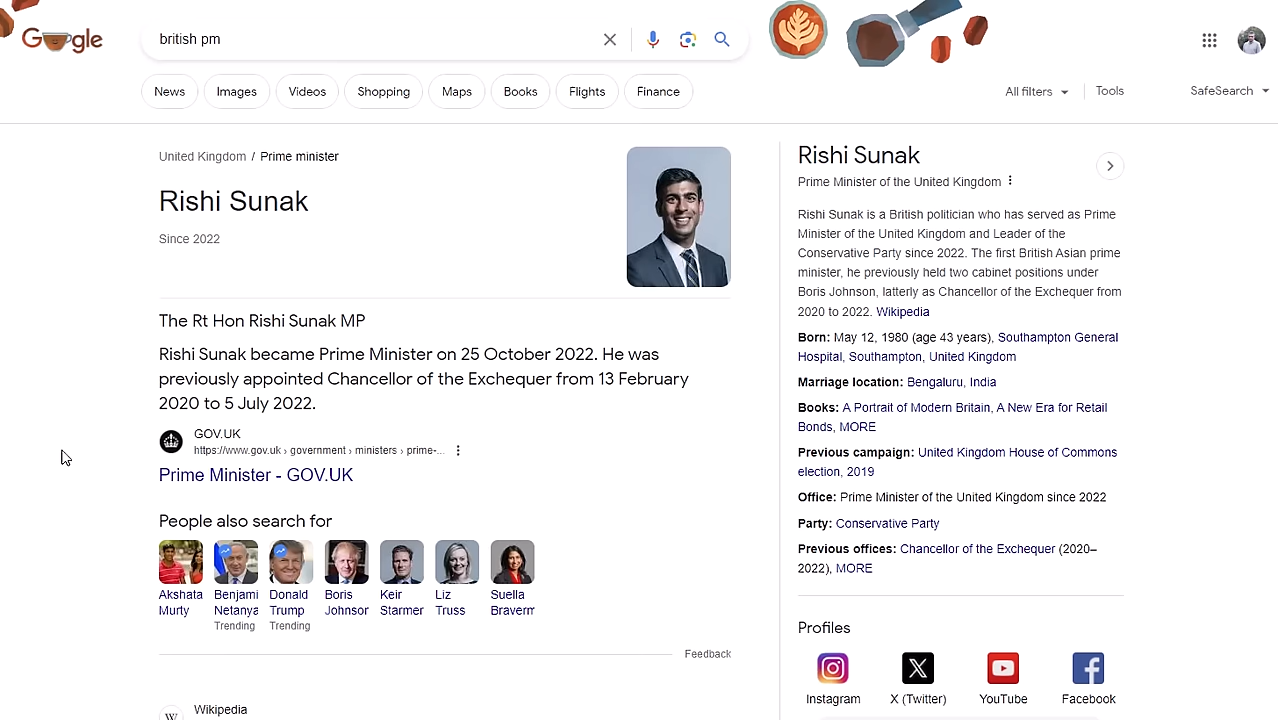 Google
british pm
News
Images
Videos
Shopping
Maps
Books
Flights
Finance
All filters
Tools
SafeSearch
United Kingdom / Prime minister
Rishi Sunak
Since 2022
The Rt Hon Rishi Sunak MP
Rishi Sunak became Prime Minister on 25 October 2022. He was
previously appointed Chancellor of the Exchequer from 13 February
2020 to 5 July 2022.
GOV.UK
https://www.gov.uk › government › ministers › prime-...
Prime Minister - GOV.UK
People also search for
Akshata
Murty
Benjami
Netanya
Trending
Donald
Trump
Trending
Boris
Johnsor
Keir
Starmer
Liz
Truss
Suella
Braverm
Feedback
W
Wikipedia
Rishi Sunak
Prime Minister of the United Kingdom
Rishi Sunak is a British politician who has served as Prime
Minister of the United Kingdom and Leader of the
Conservative Party since 2022. The first British Asian prime
minister, he previously held two cabinet positions under
Boris Johnson, latterly as Chancellor of the Exchequer from
2020 to 2022. Wikipedia
Born: May 12, 1980 (age 43 years), Southampton General
Hospital, Southampton, United Kingdom
Marriage location: Bengaluru, India
Books: A Portrait of Modern Britain, A New Era for Retail
Bonds, MORE
Previous campaign: United Kingdom House of Commons
election, 2019
Office: Prime Minister of the United Kingdom since 2022
Party: Conservative Party
Previous offices: Chancellor of the Exchequer (2020–
2022), MORE
Profiles
Instagram
X (Twitter)
YouTube
Facebook